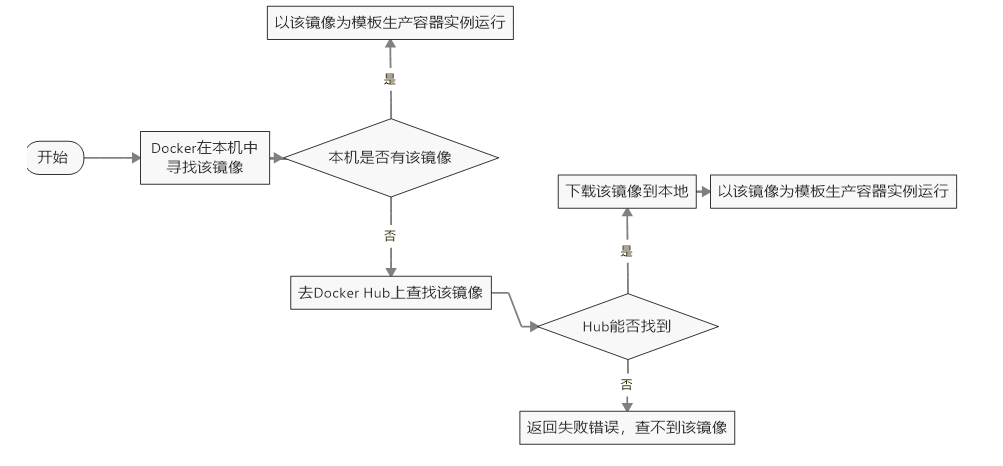 以该镜像为模板生产容器实例运行
是
开始
Docker在本机中
寻找该镜像
本机是否有该镜像
否
下载该镜像到本地
以该镜像为模板生产容器实例运行
是
去Docker Hub上查找该镜像
Hub能否找到
否
返回失败错误，查不到该镜像